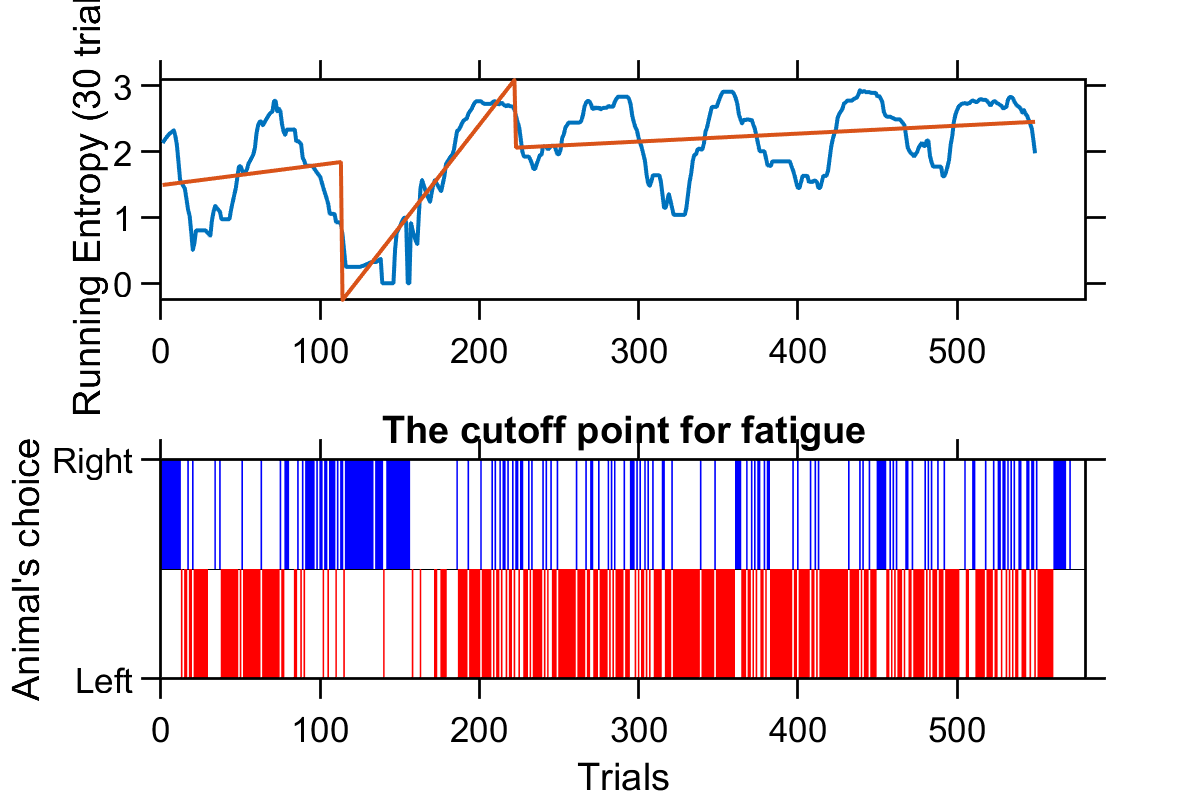 Running Entropy (30 trial
3
2
1
0
0 100 200 300 400 500
The cutoff point for fatigue
Animal's choice
Right
Left
0 100 200 300 400 500
Trials